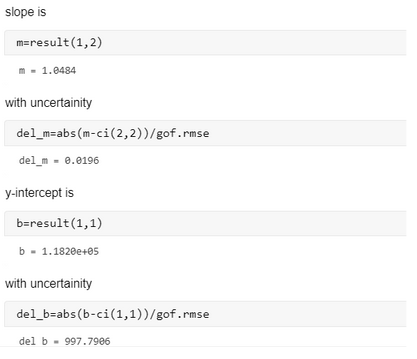 slope is
m=result(1,2)
m = 1.0484
with uncertainity
del_m=abs(m-ci(2,2))/gof.rmse
del_m = 0.0196
y-intercept is
b=result(1,1)
b = 1.1820e+05
with uncertainity
del_b=abs(b-ci(1,1))/gof.rmse
del b = 997.7906